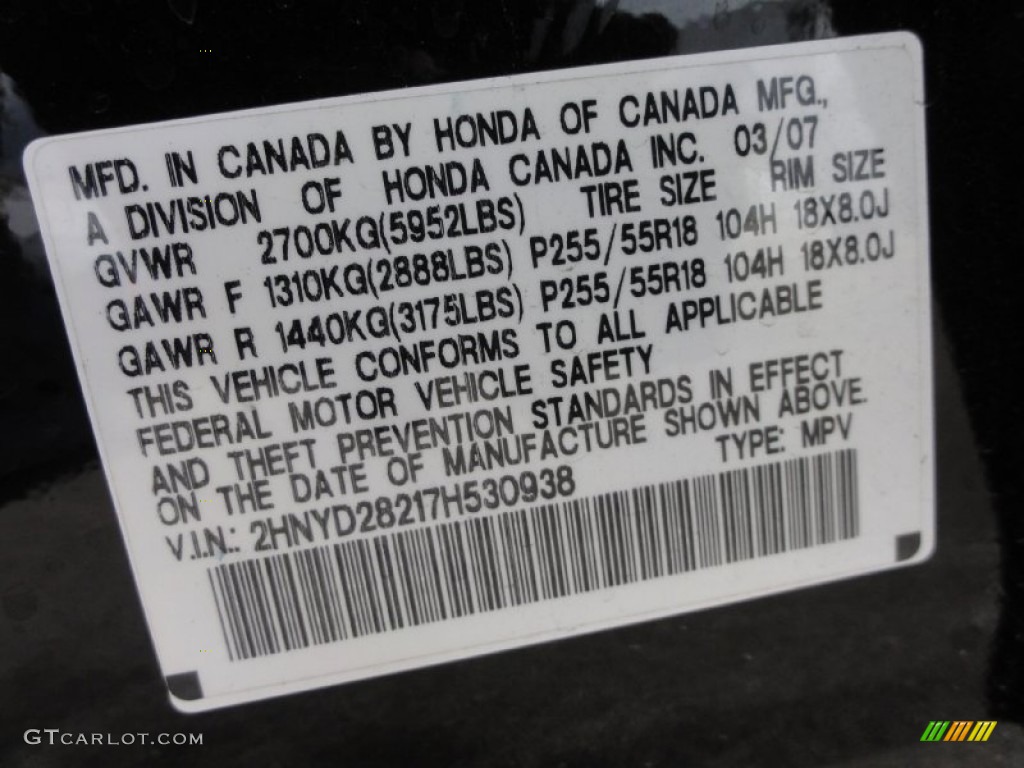 MFD. IN CANADA BY HONDA OF CANADA MFG.,
A DIVISION OF HONDA CANADA INC. 03/07
GVWR 2700KG(5952LBS) TIRE SIZE RIM SIZE
GAWR F 1310KG(2888LBS) P255/55R18 104H 18X8.0J
GAWR R 1440KG(3175LBS) P255/55R18 104H 18X8.0J
THIS VEHICLE CONFORMS TO ALL APPLICABLE
FEDERAL MOTOR VEHICLE SAFETY
AND THEFT PREVENTION STANDARDS IN EFFECT
ON THE DATE OF MANUFACTURE SHOWN ABOVE.
V.I.N.: 2HNYD28217H530938 TYPE: MPV
GTCARLOT.COM